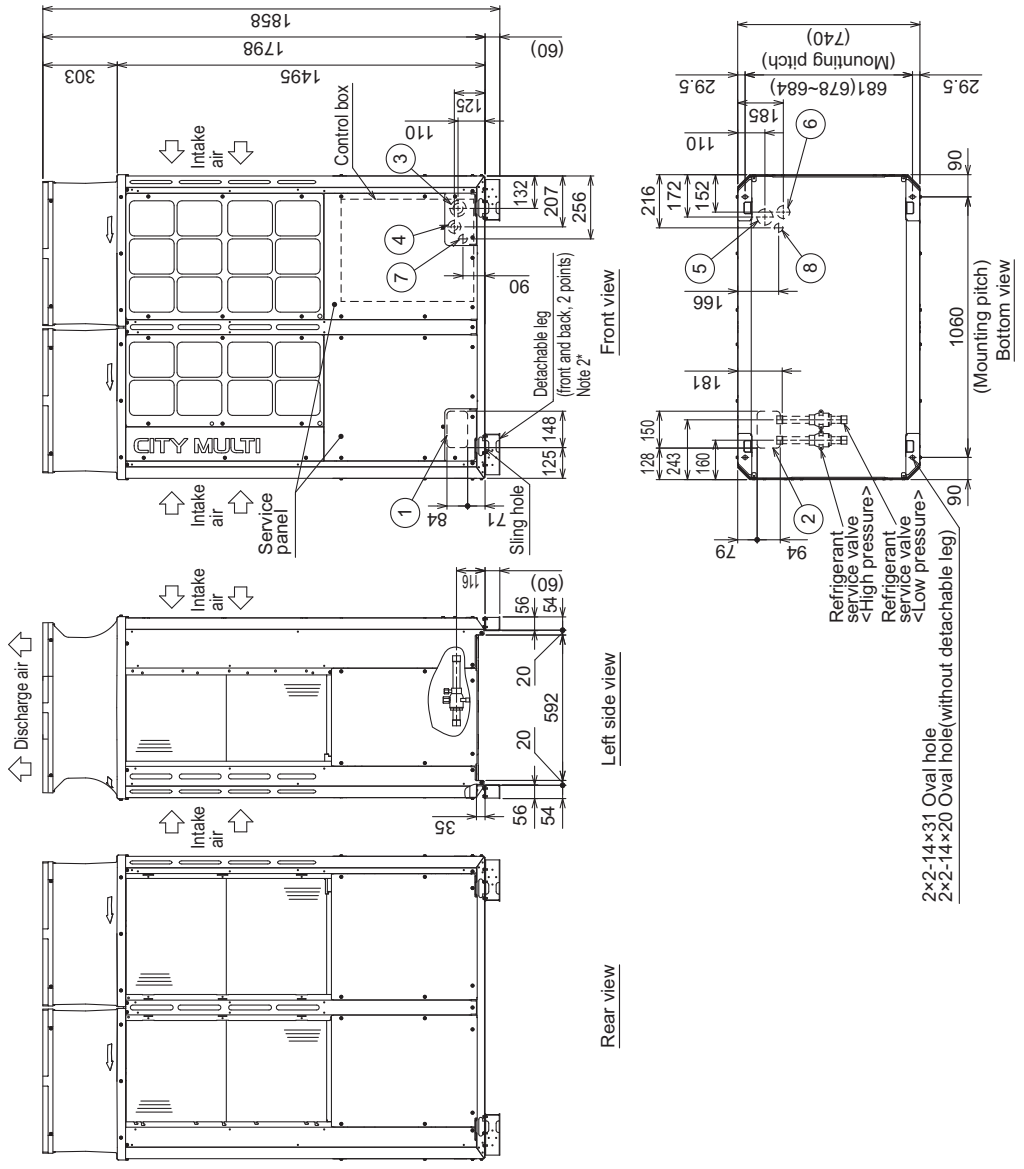 Rear view
Left side view
Front view
Bottom view
Discharge air
Intake
air
Intake
air
35
54
56
20
592
20
54
56
(60)
116
Intake
air
Intake
air
CITY MULTI
Service
panel
Control box
303
1495
1798
1858
(60)
125
110
132
207
256
90
84
71
125
148
1
3
4
7
Sling hole
Detachable leg
(front and back, 2 points)
Note 2*
79
94
128
243
160
150
181
166
216
172
152
110
185
29.5
681(678~684)
(Mounting pitch)
(740)
29.5
90
1060
(Mounting pitch)
90
2
5
6
8
Refrigerant
service valve
<High pressure>
Refrigerant
service valve
<Low pressure>
2×2-14×31 Oval hole
2×2-14×20 Oval hole(without detachable leg)